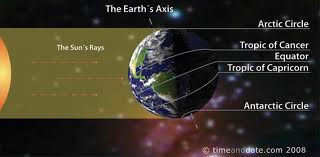 The Earth´s Axis
Arctic Circle
The Sun´s Rays
Tropic of Cancer
Equator
Tropic of Capricorn
Antarctic Circle
© timeanddate.com 2008